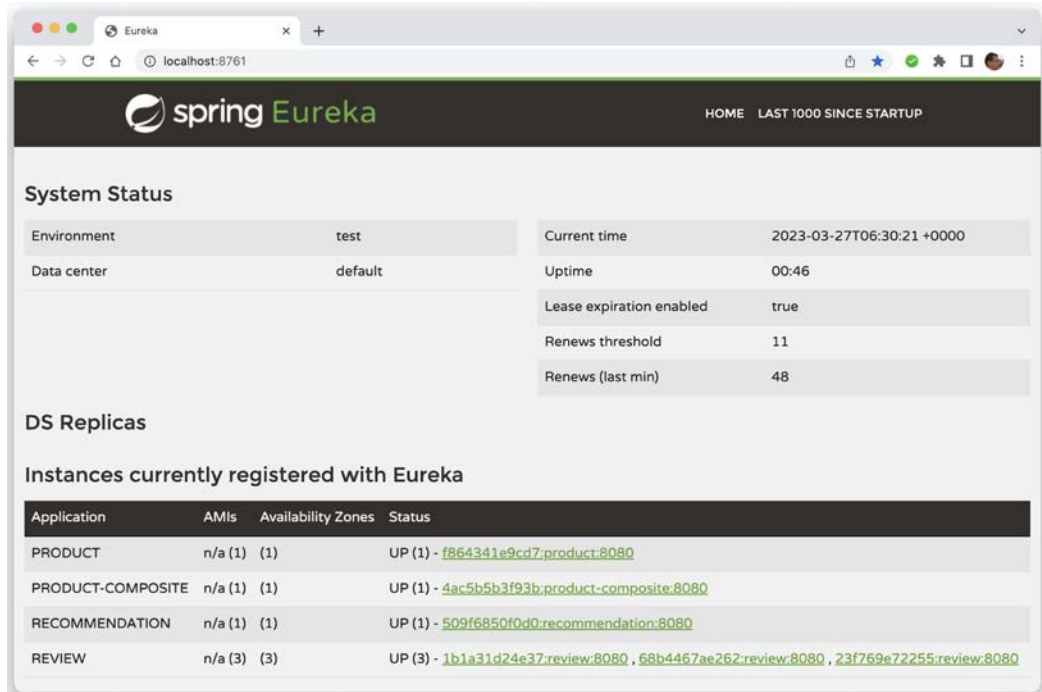 Eureka
localhost:8761
spring Eureka
HOME LAST 1000 SINCE STARTUP
System Status
Environment test
Data center default
Current time 2023-03-27T06:30:21 +0000
Uptime 00:46
Lease expiration enabled true
Renews threshold 11
Renews (last min) 48
DS Replicas
Instances currently registered with Eureka
Application AMIs Availability Zones Status
PRODUCT n/a (1) (1) UP (1) - f864341e9cd7:product:8080
PRODUCT-COMPOSITE n/a (1) (1) UP (1) - 4ac5b5b3f93b:product-composite:8080
RECOMMENDATION n/a (1) (1) UP (1) - 509f6850f0d0:recommendation:8080
REVIEW n/a (3) (3) UP (3) - 1b1a31d24e37:review:8080 , 68b4467ae262:review:8080 , 23f769e72255:review:8080